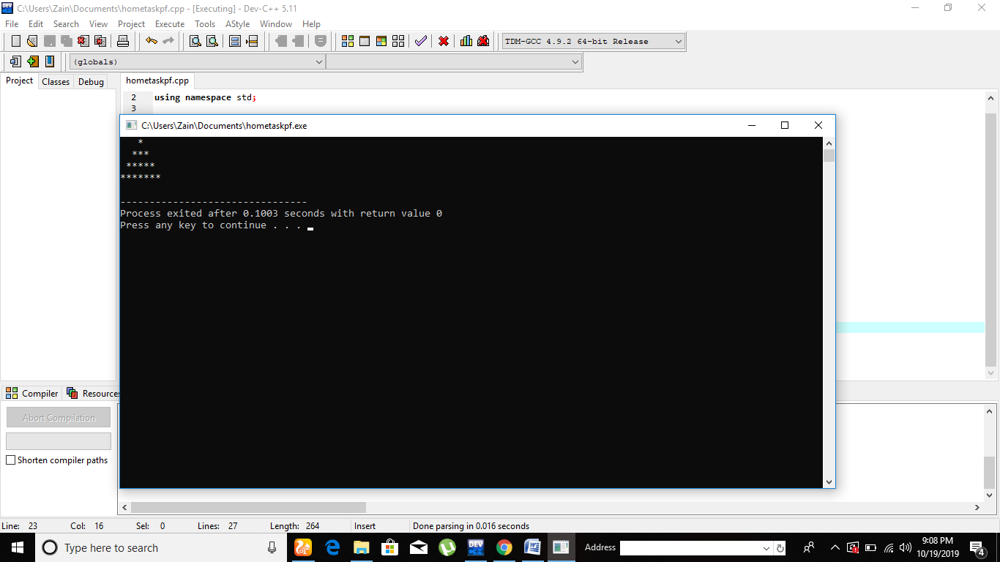 C:\Users\Zain\Documents\hometaskpf.cpp - [Executing] - Dev-C++ 5.11
File Edit Search View Project Execute Tools AStyle Window Help
TDM-GCC 4.9.2 64-bit Release
(globals)
Project Classes Debug
hometaskpf.cpp
2 using namespace std;
3
C:\Users\Zain\Documents\hometaskpf.exe
   *
  ***
 *****
*******
--------------------------------
Process exited after 0.1003 seconds with return value 0
Press any key to continue . . .
Compiler Resources
Abort Compilation
Shorten compiler paths
Line: 23 Col: 16 Sel: 0 Lines: 27 Length: 264 Insert Done parsing in 0.016 seconds
Type here to search
DEV
Address
9:08 PM
10/19/2019
4